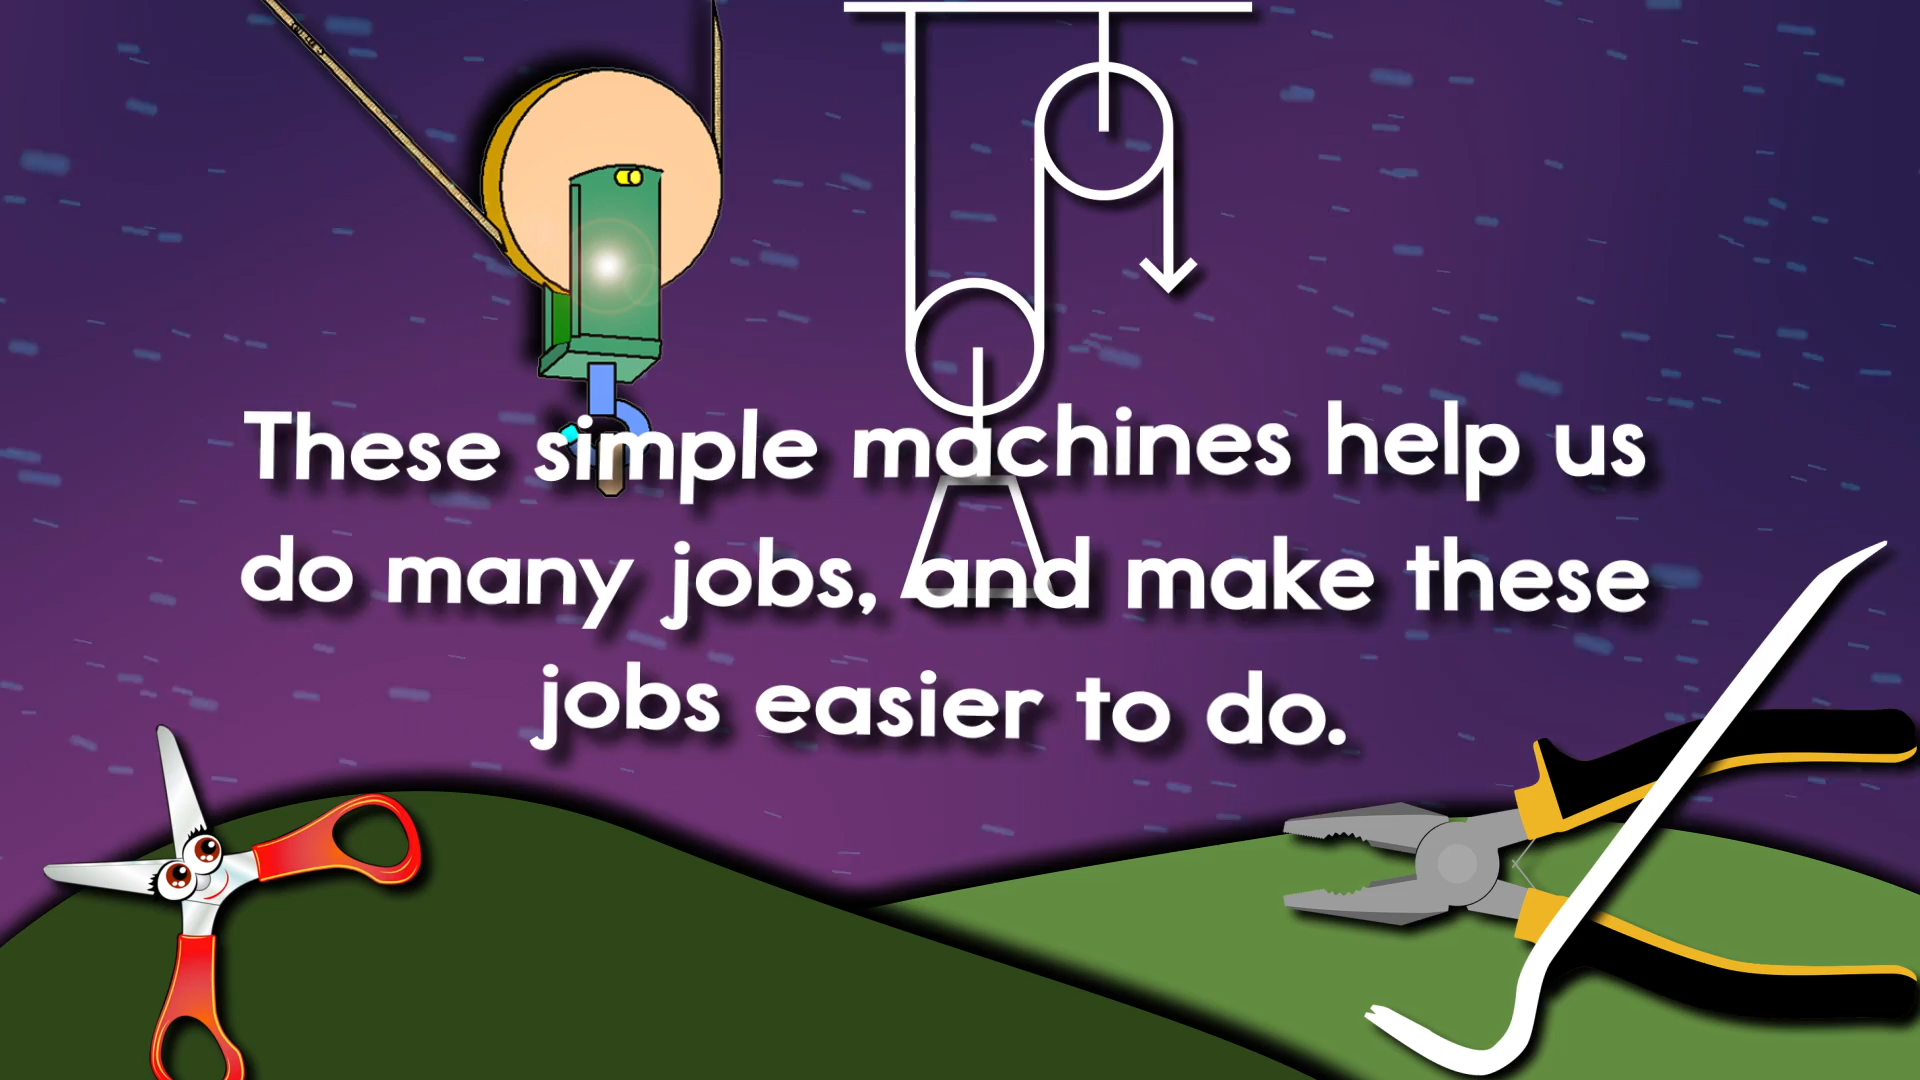 These simple machines help us
do many jobs, and make these
jobs easier to do.